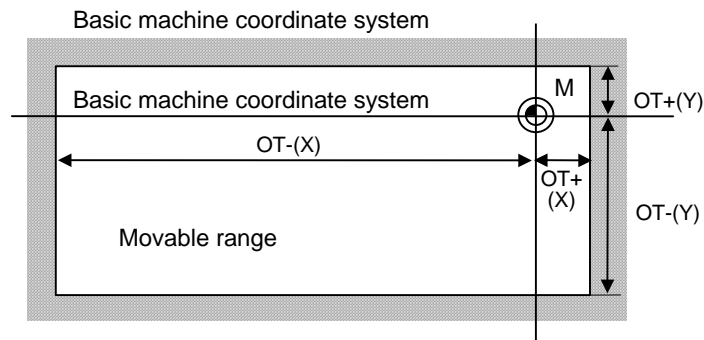 Basic machine coordinate system
M
OT+(Y)
Basic machine coordinate system
OT-(X)
OT+
(X)
OT-(Y)
Movable range